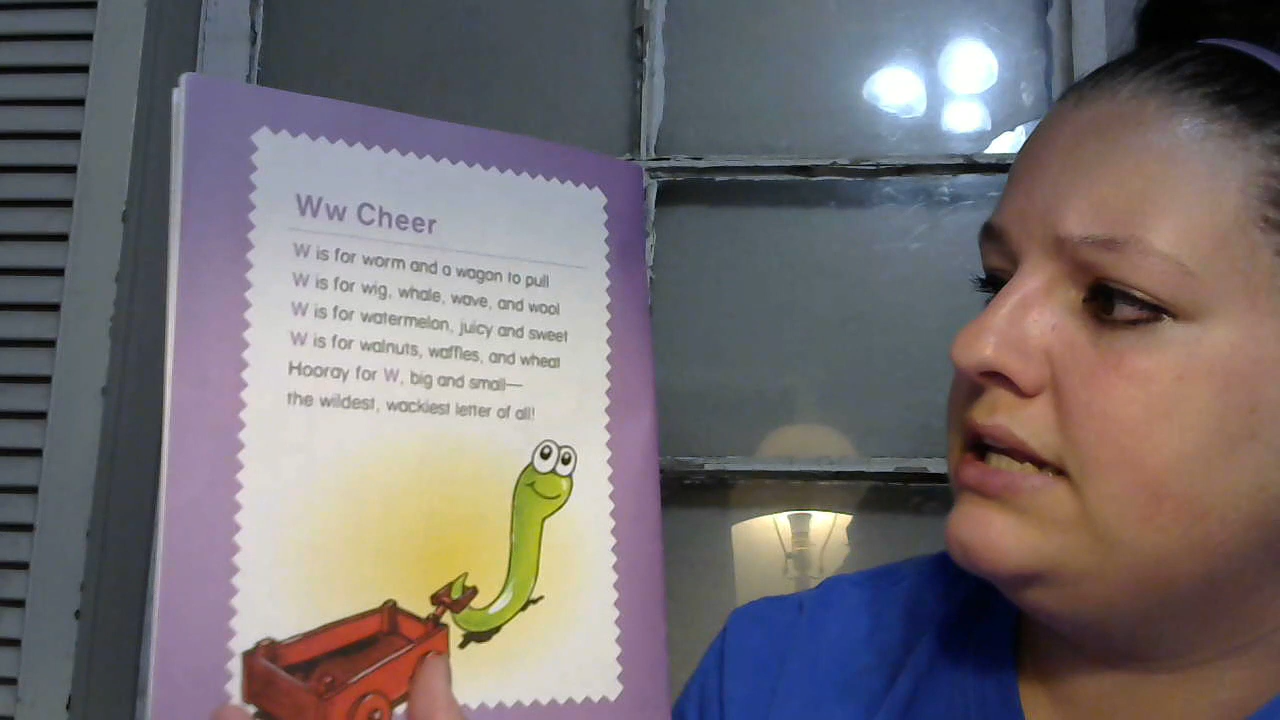 Ww Cheer
W is for worm and a wagon to pull
W is for wig, whale, wave, and wool
W is for watermelon, juicy and sweet
W is for walnuts, waffles, and wheat
Hooray for W, big and small—
the wildest, wackiest letter of all!